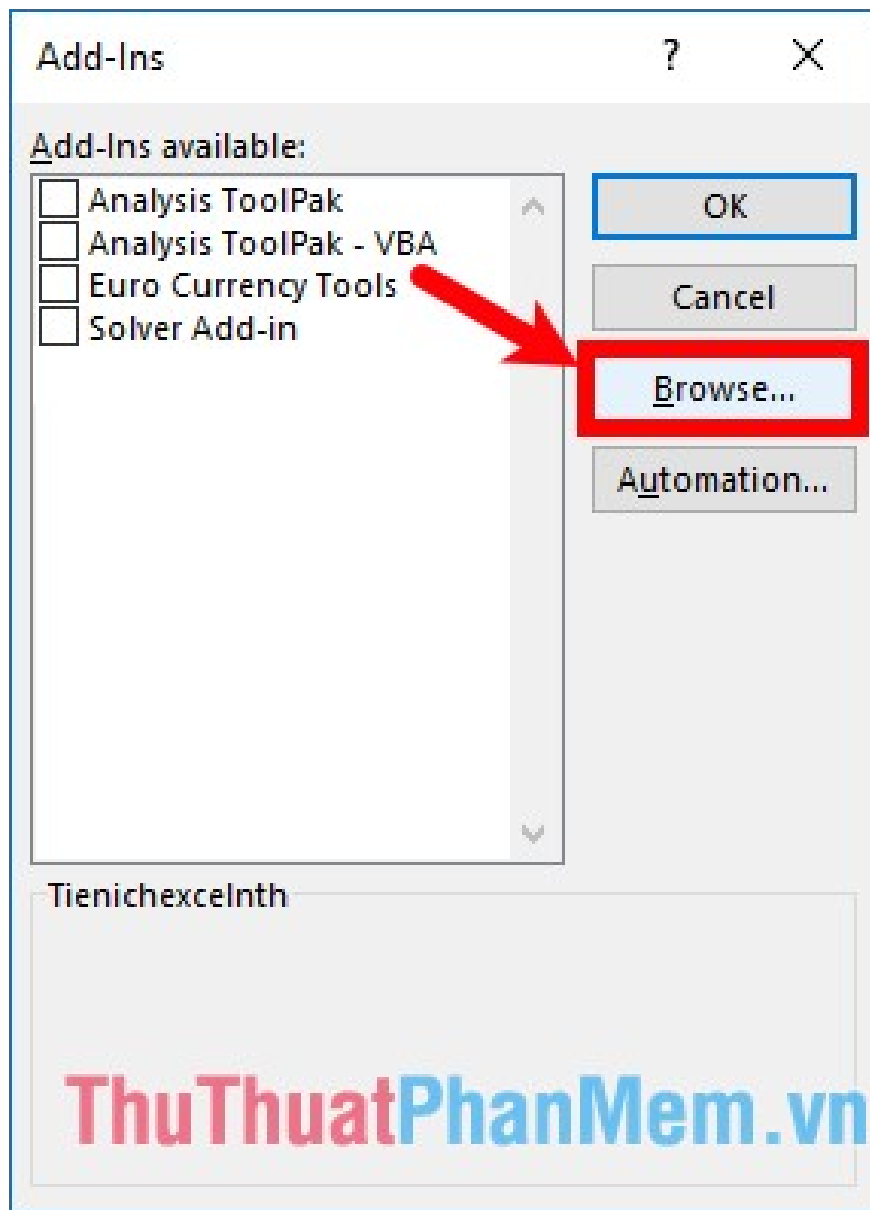 Add-Ins ?
Add-Ins available:
Analysis ToolPak
Analysis ToolPak - VBA
Euro Currency Tools
Solver Add-in
OK
Cancel
Browse...
Automation...
Tienichexcelnth
ThuThuatPhanMem.vn